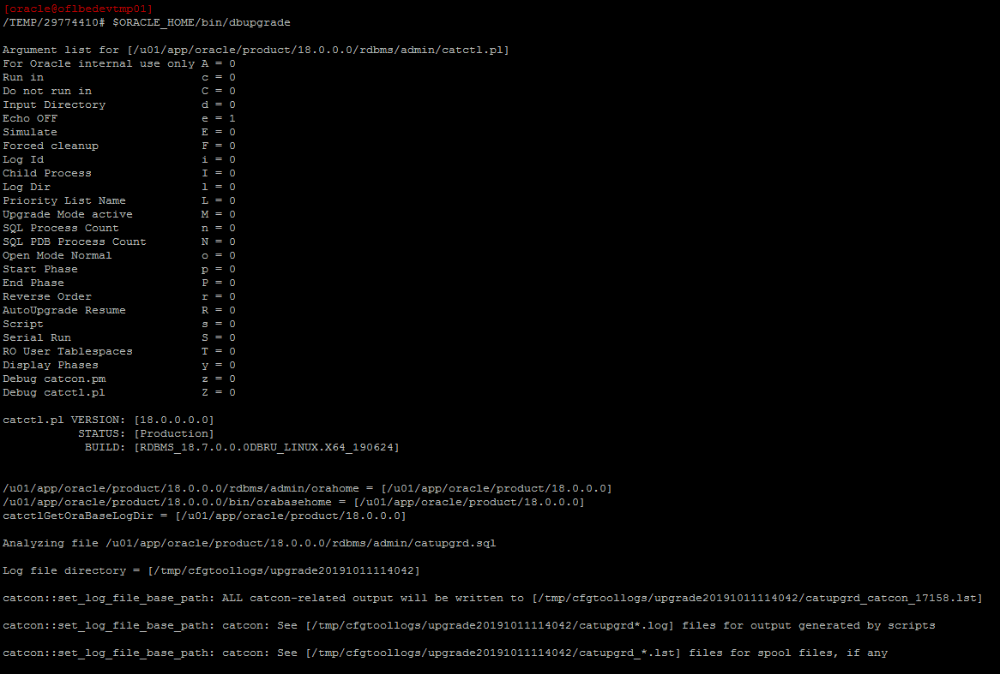 [oracle@oflbedevtmp01]
/TEMP/29774410# $ORACLE_HOME/bin/dbupgrade
Argument list for [/u01/app/oracle/product/18.0.0.0/rdbms/admin/catctl.pl]
For Oracle internal use only A = 0
Run in                       c = 0
Do not run in                C = 0
Input Directory              d = 0
Echo OFF                     e = 1
Simulate                     E = 0
Forced cleanup               F = 0
Log Id                       i = 0
Child Process                I = 0
Log Dir                      l = 0
Priority List Name           L = 0
Upgrade Mode active          M = 0
SQL Process Count            n = 0
SQL PDB Process Count        N = 0
Open Mode Normal             o = 0
Start Phase                  p = 0
End Phase                    P = 0
Reverse Order                r = 0
AutoUpgrade Resume           R = 0
Script                       s = 0
Serial Run                   S = 0
RO User Tablespaces          T = 0
Display Phases               y = 0
Debug catcon.pm              z = 0
Debug catctl.pl              Z = 0
catctl.pl VERSION: [18.0.0.0.0]
STATUS: [Production]
BUILD: [RDBMS_18.7.0.0.0DBRU_LINUX.X64_190624]
/u01/app/oracle/product/18.0.0.0/rdbms/admin/orahome = [/u01/app/oracle/product/18.0.0.0]
/u01/app/oracle/product/18.0.0.0/bin/orabasehome = [/u01/app/oracle/product/18.0.0.0]
catctlGetOraBaseLogDir = [/u01/app/oracle/product/18.0.0.0]
Analyzing file /u01/app/oracle/product/18.0.0.0/rdbms/admin/catupgrd.sql
Log file directory = [/tmp/cfgtoollogs/upgrade20191011114042]
catcon::set_log_file_base_path: ALL catcon-related output will be written to [/tmp/cfgtoollogs/upgrade20191011114042/catupgrd_catcon_17158.lst]
catcon::set_log_file_base_path: catcon: See [/tmp/cfgtoollogs/upgrade20191011114042/catupgrd*.log] files for output generated by scripts
catcon::set_log_file_base_path: catcon: See [/tmp/cfgtoollogs/upgrade20191011114042/catupgrd_*.lst] files for spool files, if any